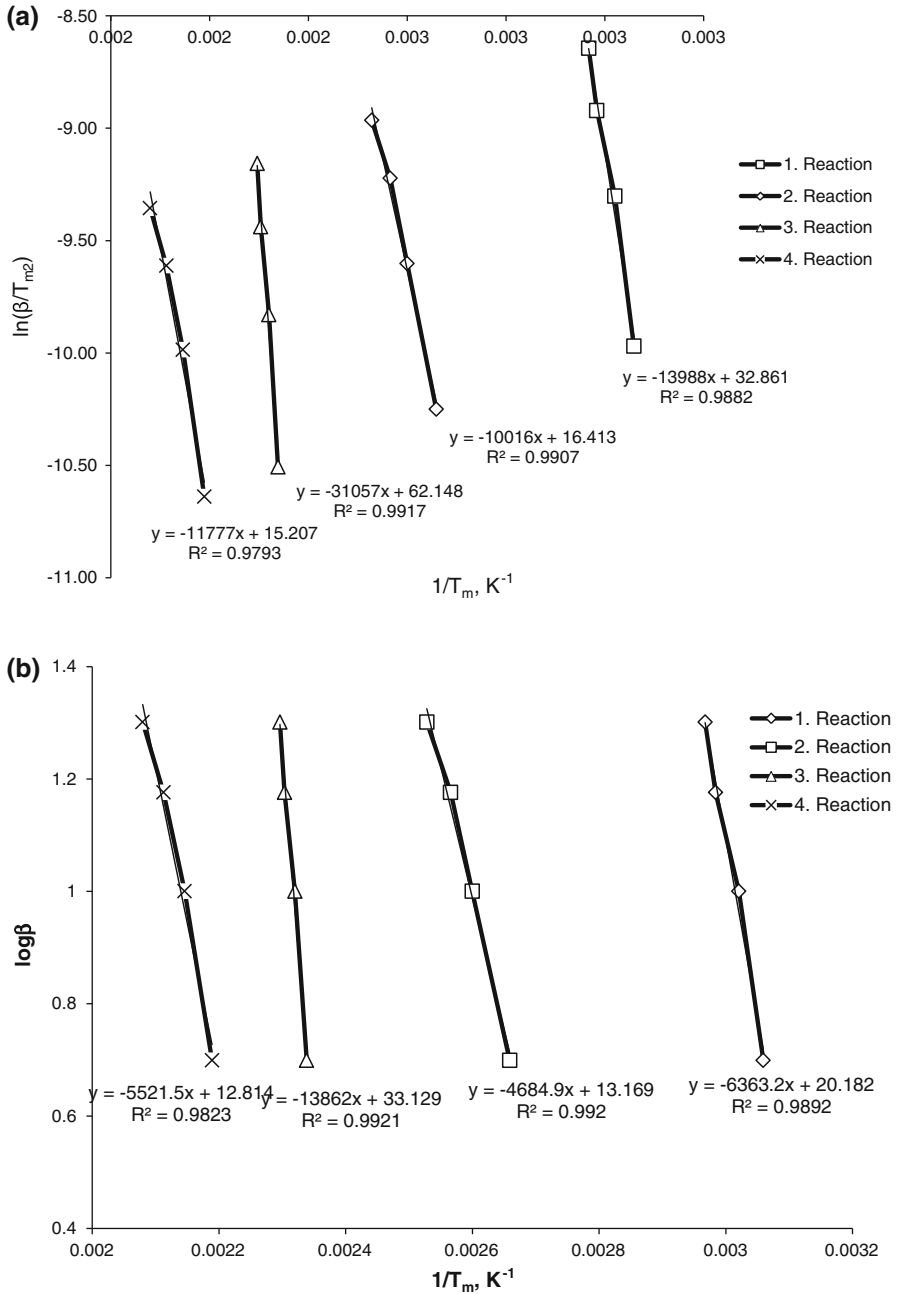 (a)
-8.50
0.002 0.002 0.002 0.003 0.003 0.003 0.003
-9.00
-9.50
-10.00
-10.50
-11.00
ln(β/Tm2)
1. Reaction
2. Reaction
3. Reaction
4. Reaction
y = -13988x + 32.861
R² = 0.9882
y = -10016x + 16.413
R² = 0.9907
y = -31057x + 62.148
R² = 0.9917
y = -11777x + 15.207
R² = 0.9793
1/Tm, K-1
(b)
1.4
1.2
1
0.8
0.6
0.4
logβ
1. Reaction
2. Reaction
3. Reaction
4. Reaction
y = -5521.5x + 12.814
R² = 0.9823
y = -13862x + 33.129
R² = 0.9921
y = -4684.9x + 13.169
R² = 0.992
y = -6363.2x + 20.182
R² = 0.9892
0.002 0.0022 0.0024 0.0026 0.0028 0.003 0.0032
1/Tm, K-1